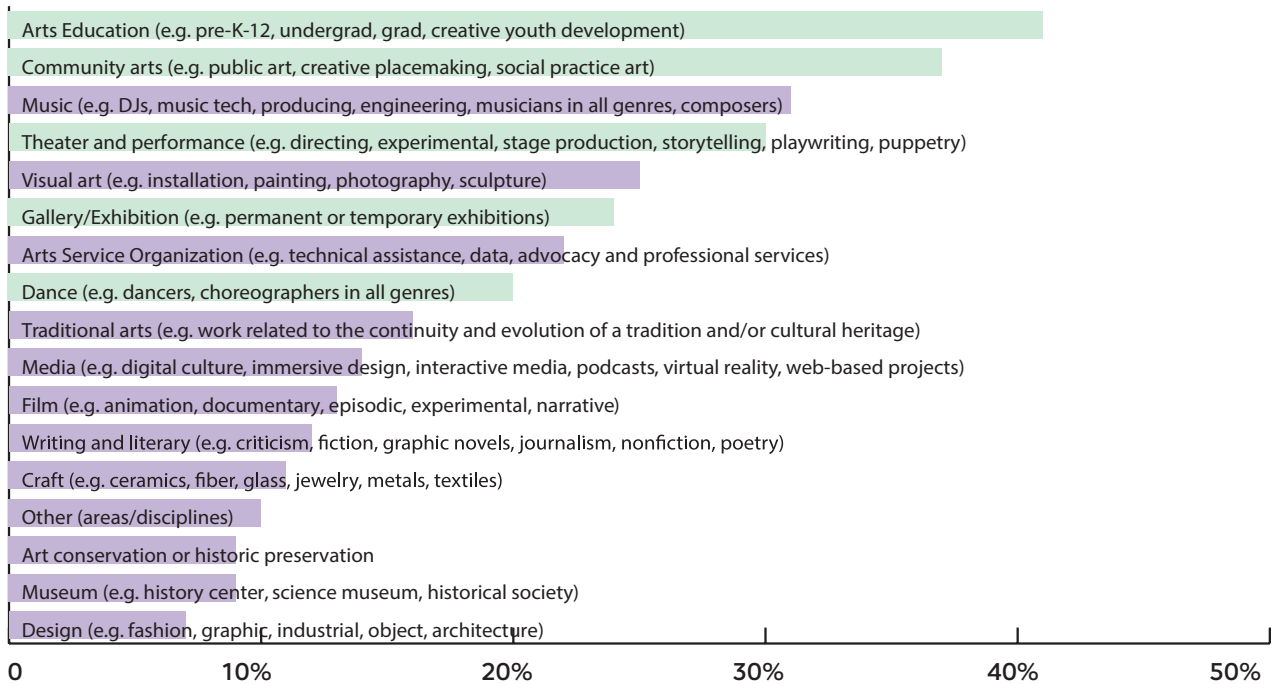 Arts Education (e.g. pre-K-12, undergrad, grad, creative youth development)
Community arts (e.g. public art, creative placemaking, social practice art)
Music (e.g. DJs, music tech, producing, engineering, musicians in all genres, composers)
Theater and performance (e.g. directing, experimental, stage production, storytelling, playwriting, puppetry)
Visual art (e.g. installation, painting, photography, sculpture)
Gallery/Exhibition (e.g. permanent or temporary exhibitions)
Arts Service Organization (e.g. technical assistance, data, advocacy and professional services)
Dance (e.g. dancers, choreographers in all genres)
Traditional arts (e.g. work related to the continuity and evolution of a tradition and/or cultural heritage)
Media (e.g. digital culture, immersive design, interactive media, podcasts, virtual reality, web-based projects)
Film (e.g. animation, documentary, episodic, experimental, narrative)
Writing and literary (e.g. criticism, fiction, graphic novels, journalism, nonfiction, poetry)
Craft (e.g. ceramics, fiber, glass, jewelry, metals, textiles)
Other (areas/disciplines)
Art conservation or historic preservation
Museum (e.g. history center, science museum, historical society)
Design (e.g. fashion, graphic, industrial, object, architecture)
0 10% 20% 30% 40% 50%